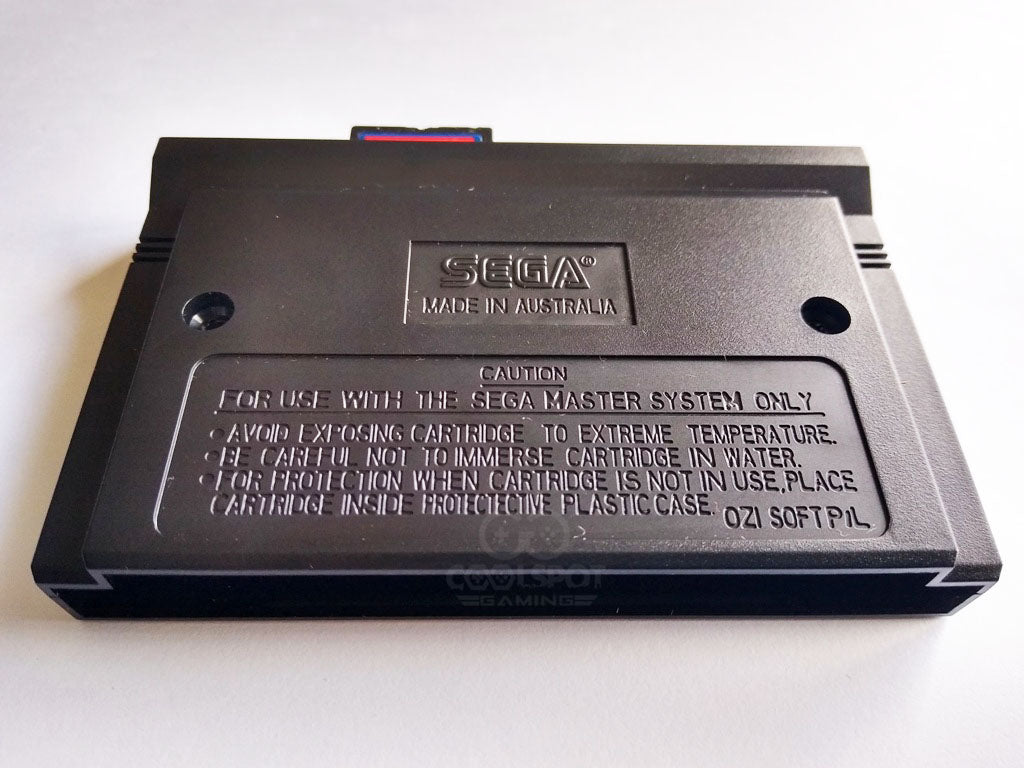 SEGA®
MADE IN AUSTRALIA
CAUTION
FOR USE WITH THE SEGA MASTER SYSTEM ONLY
• AVOID EXPOSING CARTRIDGE TO EXTREME TEMPERATURE.
• BE CAREFUL NOT TO IMMERSE CARTRIDGE IN WATER.
• FOR PROTECTION WHEN CARTRIDGE IS NOT IN USE, PLACE
CARTRIDGE INSIDE PROTECTECTIVE PLASTIC CASE.
OZI SOFT P/L
COOLSPOT
GAMING